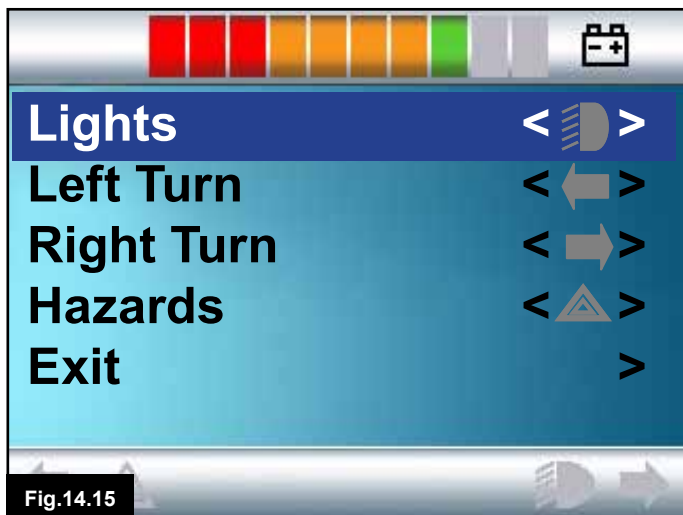 Lights < >
Left Turn < >
Right Turn < >
Hazards < >
Exit >
Fig.14.15